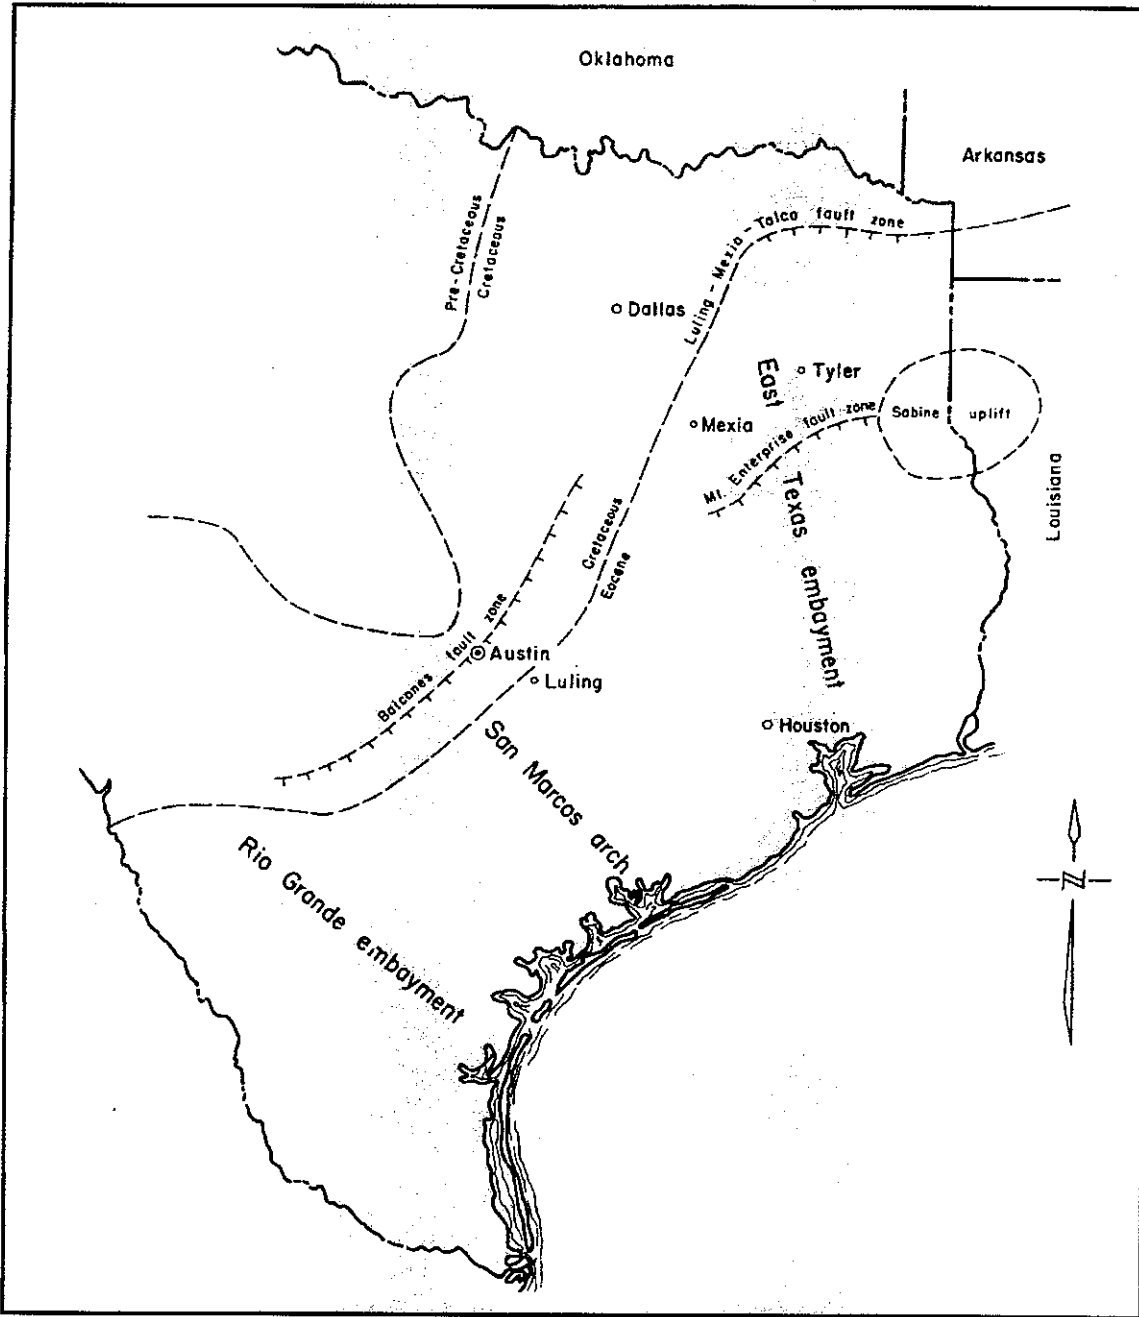 Oklahoma
Arkansas
Luling - Mexia - Talco fault zone
Pre-Cretaceous
Cretaceous
Dallas
East Texas embayment
Tyler
Sabine uplift
Mexia
Mt. Enterprise fault zone
Louisiana
Cretaceous
Eocene
Balcones fault zone
Austin
Luling
Houston
San Marcos arch
Rio Grande embayment
N